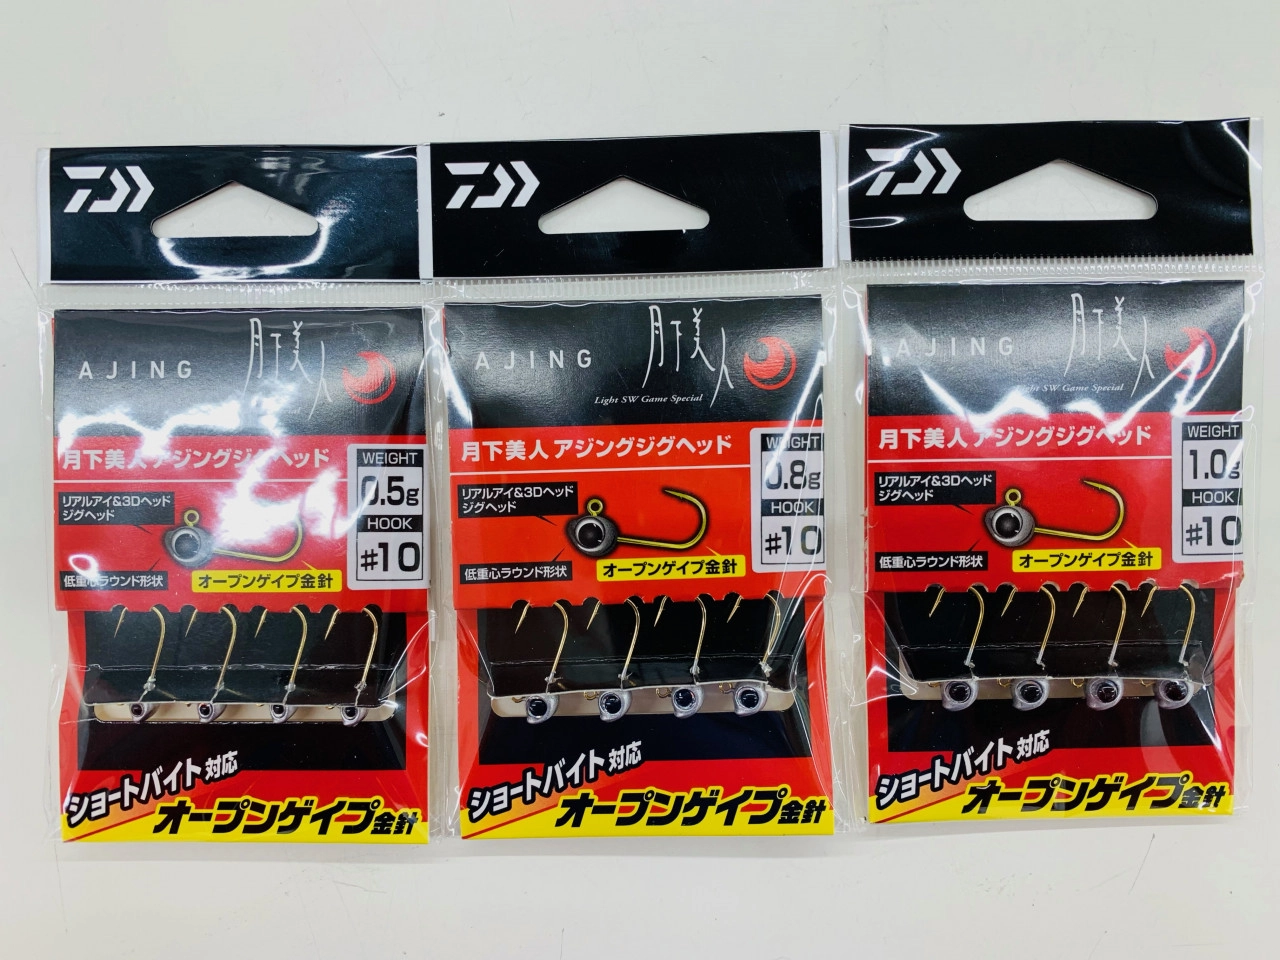 AJING
月下美人
月下美人 アジングジグヘッド
WEIGHT
0.5g
HOOK
#10
リアルアイ&3Dヘッド
ジグヘッド
低重心ラウンド形状
オープンゲイプ金針
ショートバイト対応
オープンゲイプ金針
AJING
月下美人
Light SW Game Special
月下美人 アジングジグヘッド
WEIGHT
0.8g
HOOK
#10
リアルアイ&3Dヘッド
ジグヘッド
低重心ラウンド形状
オープンゲイプ金針
ショートバイト対応
オープンゲイプ金針
AJING
月下美人
Light SW Game Special
月下美人 アジングジグヘッド
WEIGHT
1.0g
HOOK
#10
リアルアイ&3Dヘッド
ジグヘッド
低重心ラウンド形状
オープンゲイプ金針
ショートバイト対応
オープンゲイプ金針